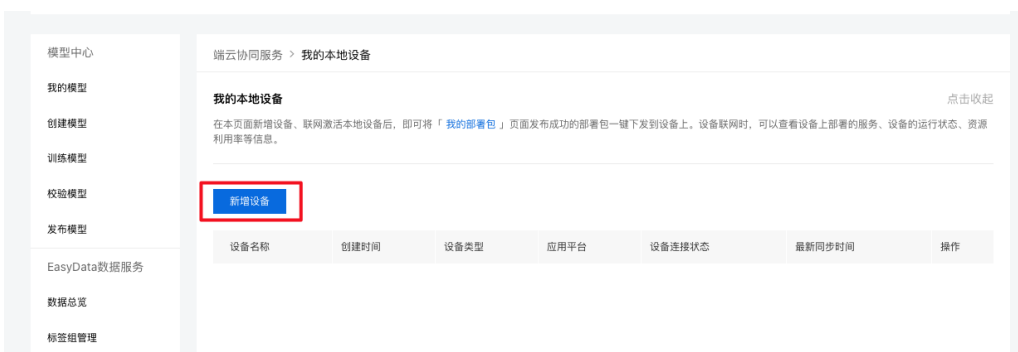 模型中心
我的模型
创建模型
训练模型
校验模型
发布模型
EasyData数据服务
数据总览
标签组管理
端云协同服务 > 我的本地设备
我的本地设备
点击收起
在本页面新增设备、联网激活本地设备后，即可将「 我的部署包 」页面发布成功的部署包一键下发到设备上。设备联网时，可以查看设备上部署的服务、设备的运行状态、资源
利用率等信息。
新增设备
设备名称 创建时间 设备类型 应用平台 设备连接状态 最新同步时间 操作